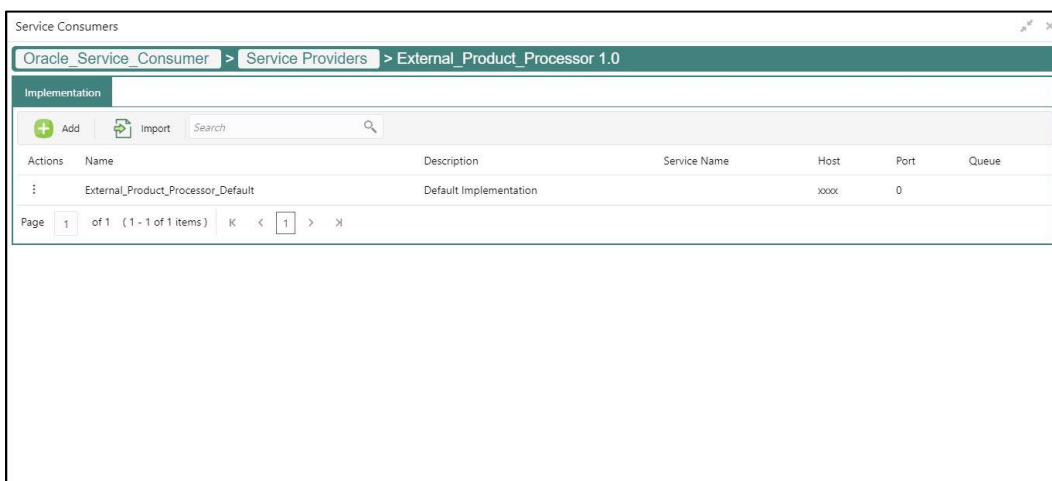 Service Consumers
Oracle_Service_Consumer > Service Providers > External_Product_Processor 1.0
Implementation
Add Import Search
Actions Name Description Service Name Host Port Queue
External_Product_Processor_Default Default Implementation xxxx 0
Page 1 of 1 (1 - 1 of 1 items) 1